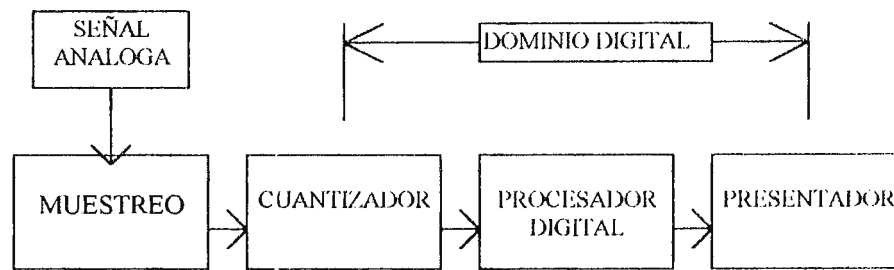 SEÑAL
ANALOGA
DOMINIO DIGITAL
MUESTREO
CUANTIZADOR
PROCESADOR
DIGITAL
PRESENTADOR